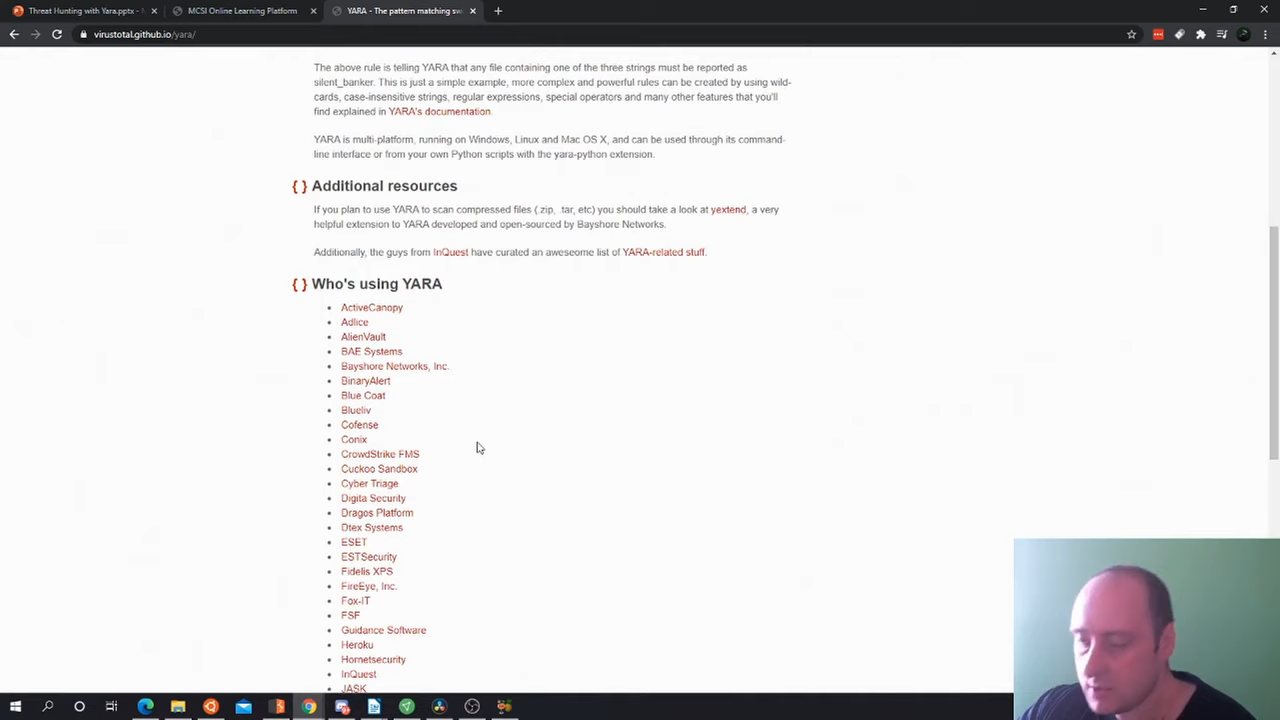 Threat Hunting with Yara.pptx -
MCSI Online Learning Platform
YARA - The pattern matching sw
virustotal.github.io/yara/
The above rule is telling YARA that any file containing one of the three strings must be reported as
silent_banker. This is just a simple example, more complex and powerful rules can be created by using wild-
cards, case-insensitive strings, regular expressions, special operators and many other features that you'll
find explained in YARA's documentation.
YARA is multi-platform, running on Windows, Linux and Mac OS X, and can be used through its command-
line interface or from your own Python scripts with the yara-python extension.
{ } Additional resources
If you plan to use YARA to scan compressed files (.zip, .tar, etc) you should take a look at yextend, a very
helpful extension to YARA developed and open-sourced by Bayshore Networks.
Additionally, the guys from InQuest have curated an aweseome list of YARA-related stuff.
{ } Who's using YARA
• ActiveCanopy
• Adlice
• AlienVault
• BAE Systems
• Bayshore Networks, Inc.
• BinaryAlert
• Blue Coat
• Blueliv
• Cofense
• Conix
• CrowdStrike FMS
• Cuckoo Sandbox
• Cyber Triage
• Digita Security
• Dragos Platform
• Dtex Systems
• ESET
• ESTSecurity
• Fidelis XPS
• FireEye, Inc.
• Fox-IT
• FSF
• Guidance Software
• Heroku
• Hornetsecurity
• InQuest
• JASK